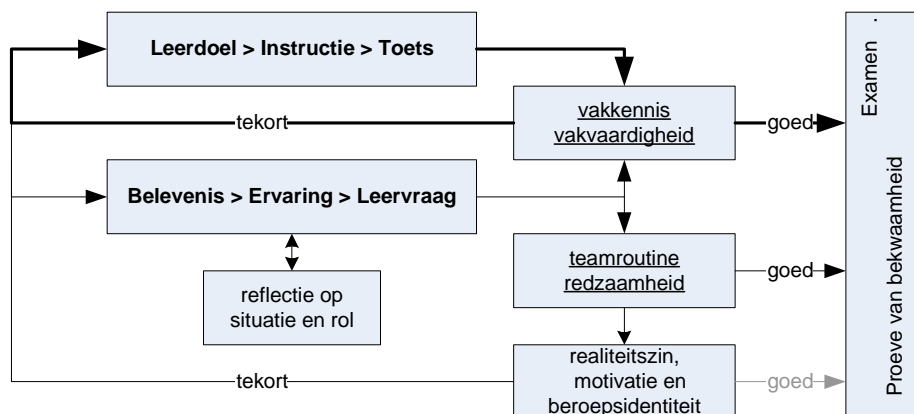 Leerdoel > Instructie > Toets
tekort
vakkennis
vakvaardigheid
goed
Examen .
Belevenis > Ervaring > Leervraag
reflectie op
situatie en rol
teamroutine
redzaamheid
goed
Proeve van bekwaamheid
tekort
realiteitszin,
motivatie en
beroepsidentiteit
goed